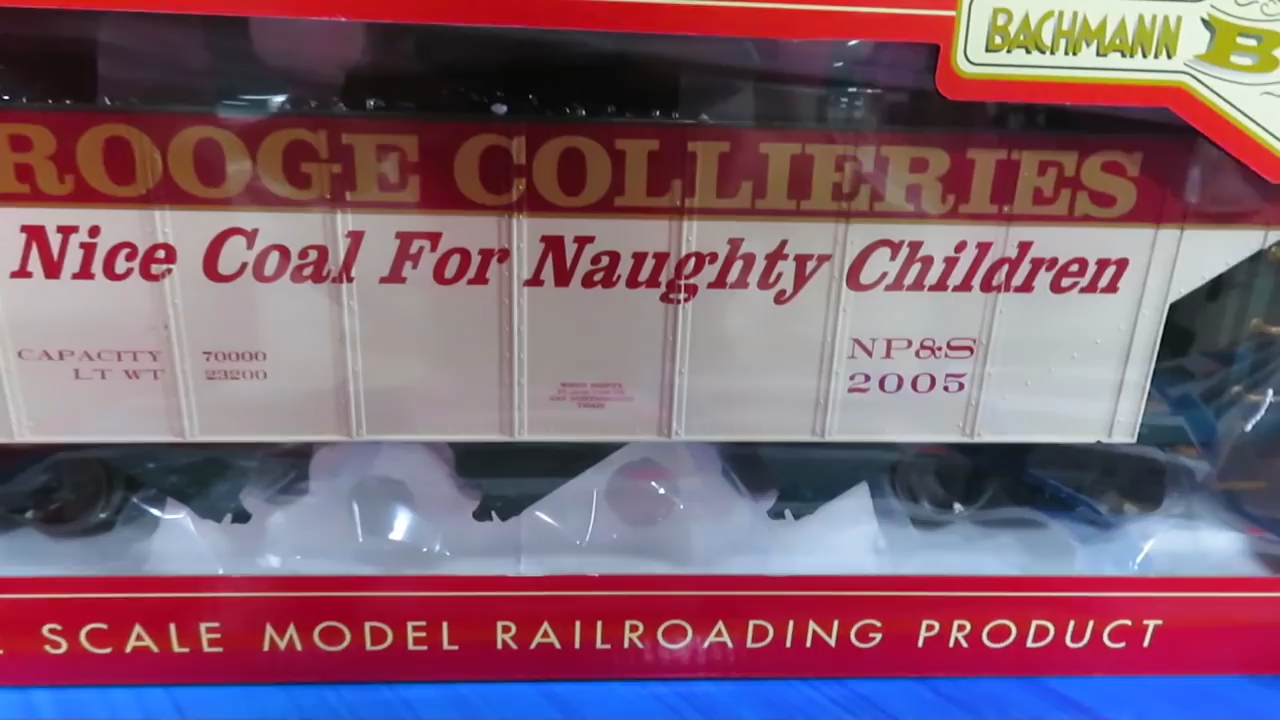 BACHMANN B
ROOGE COLLIERIES
Nice Coal For Naughty Children
CAPACITY 70000
LT WT 23200
NP&S
2005
SCALE MODEL RAILROADING PRODUCT